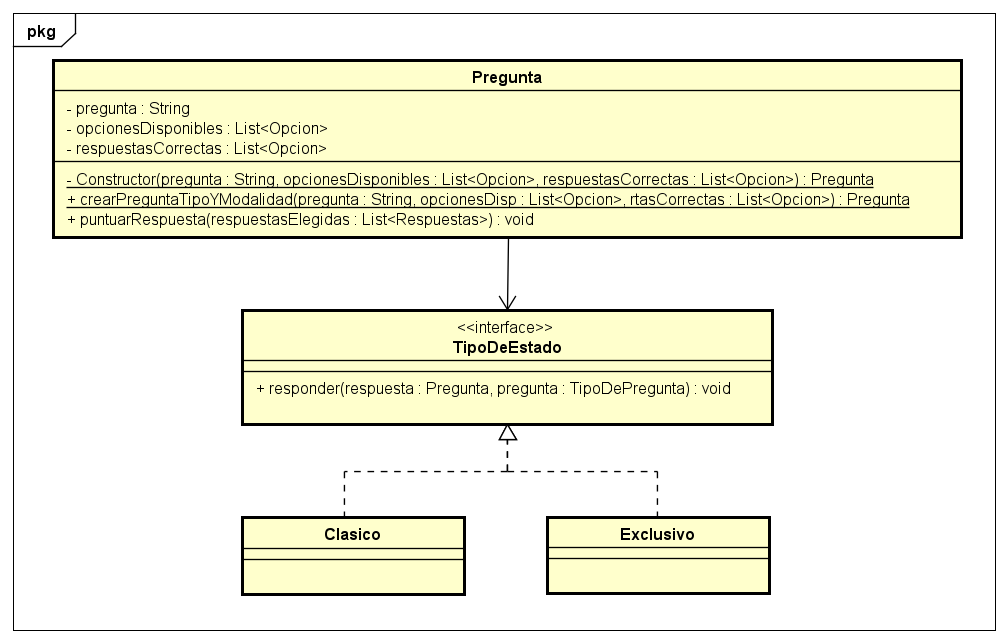 pkg
Pregunta
- pregunta : String
- opcionesDisponibles : List<Opcion>
- respuestasCorrectas : List<Opcion>
- Constructor(pregunta : String, opcionesDisponibles : List<Opcion>, respuestasCorrectas : List<Opcion>) : Pregunta
+ crearPreguntaTipoYModalidad(pregunta : String, opcionesDisp : List<Opcion>, rtasCorrectas : List<Opcion>) : Pregunta
+ puntuarRespuesta(respuestasElegidas : List<Respuestas>) : void
<<interface>>
TipoDeEstado
+ responder(respuesta : Pregunta, pregunta : TipoDePregunta) : void
Clasico
Exclusivo